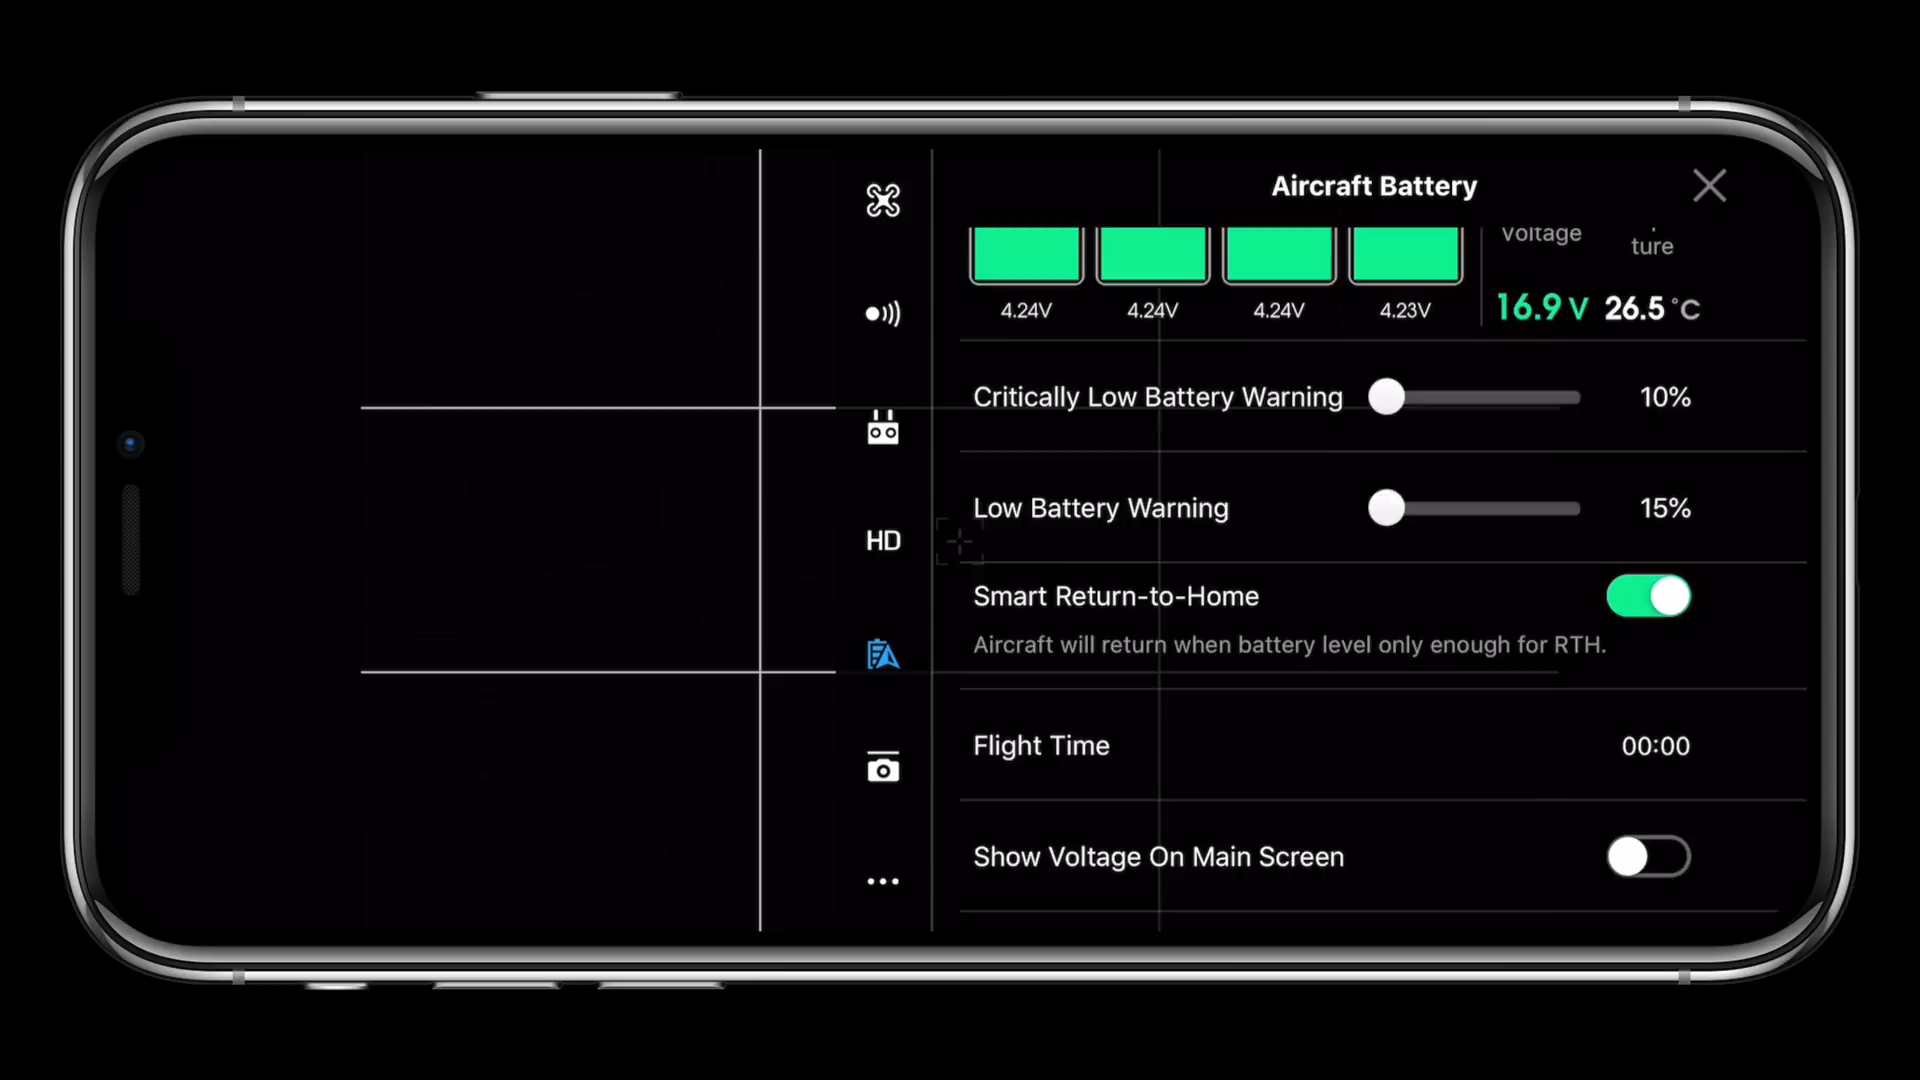 Aircraft Battery
Voltage
ture
4.24V 4.24V 4.24V 4.23V 16.9 V 26.5 °C
Critically Low Battery Warning 10%
Low Battery Warning 15%
HD
Smart Return-to-Home
Aircraft will return when battery level only enough for RTH.
Flight Time 00:00
Show Voltage On Main Screen